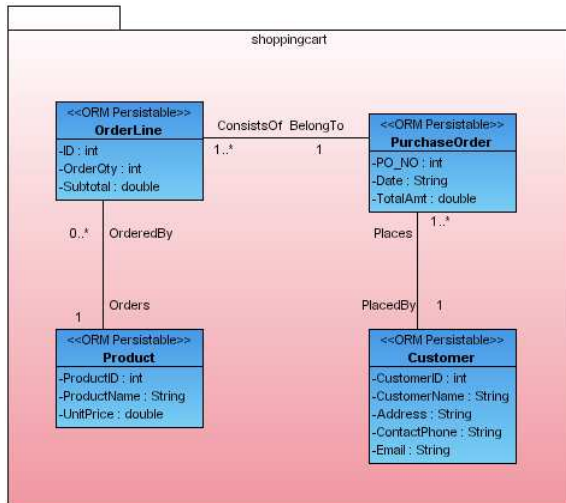 shoppingcart
<<ORM Persistable>>
OrderLine
-ID : int
-OrderQty : int
-Subtotal : double
ConsistsOf BelongTo
1..* 1
<<ORM Persistable>>
PurchaseOrder
-PO_NO : int
-Date : String
-TotalAmt : double
0..* OrderedBy
1..*
Places
Orders
1
PlacedBy 1
<<ORM Persistable>>
Product
-ProductID : int
-ProductName : String
-UnitPrice : double
<<ORM Persistable>>
Customer
-CustomerID : int
-CustomerName : String
-Address : String
-ContactPhone : String
-Email : String